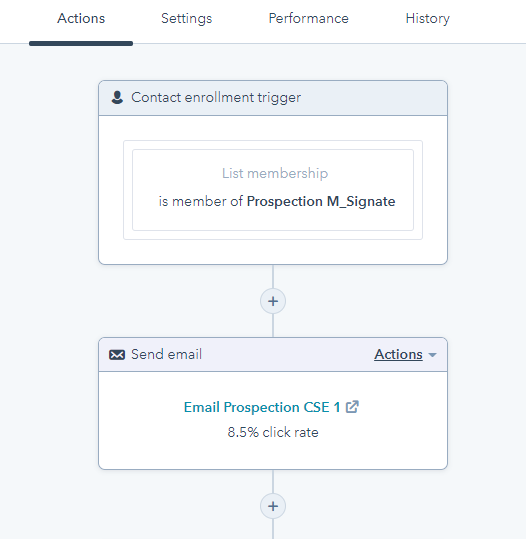 Actions Settings Performance History
Contact enrollment trigger
List membership
is member of Prospection M_Signate
Send email Actions
Email Prospection CSE 1
8.5% click rate